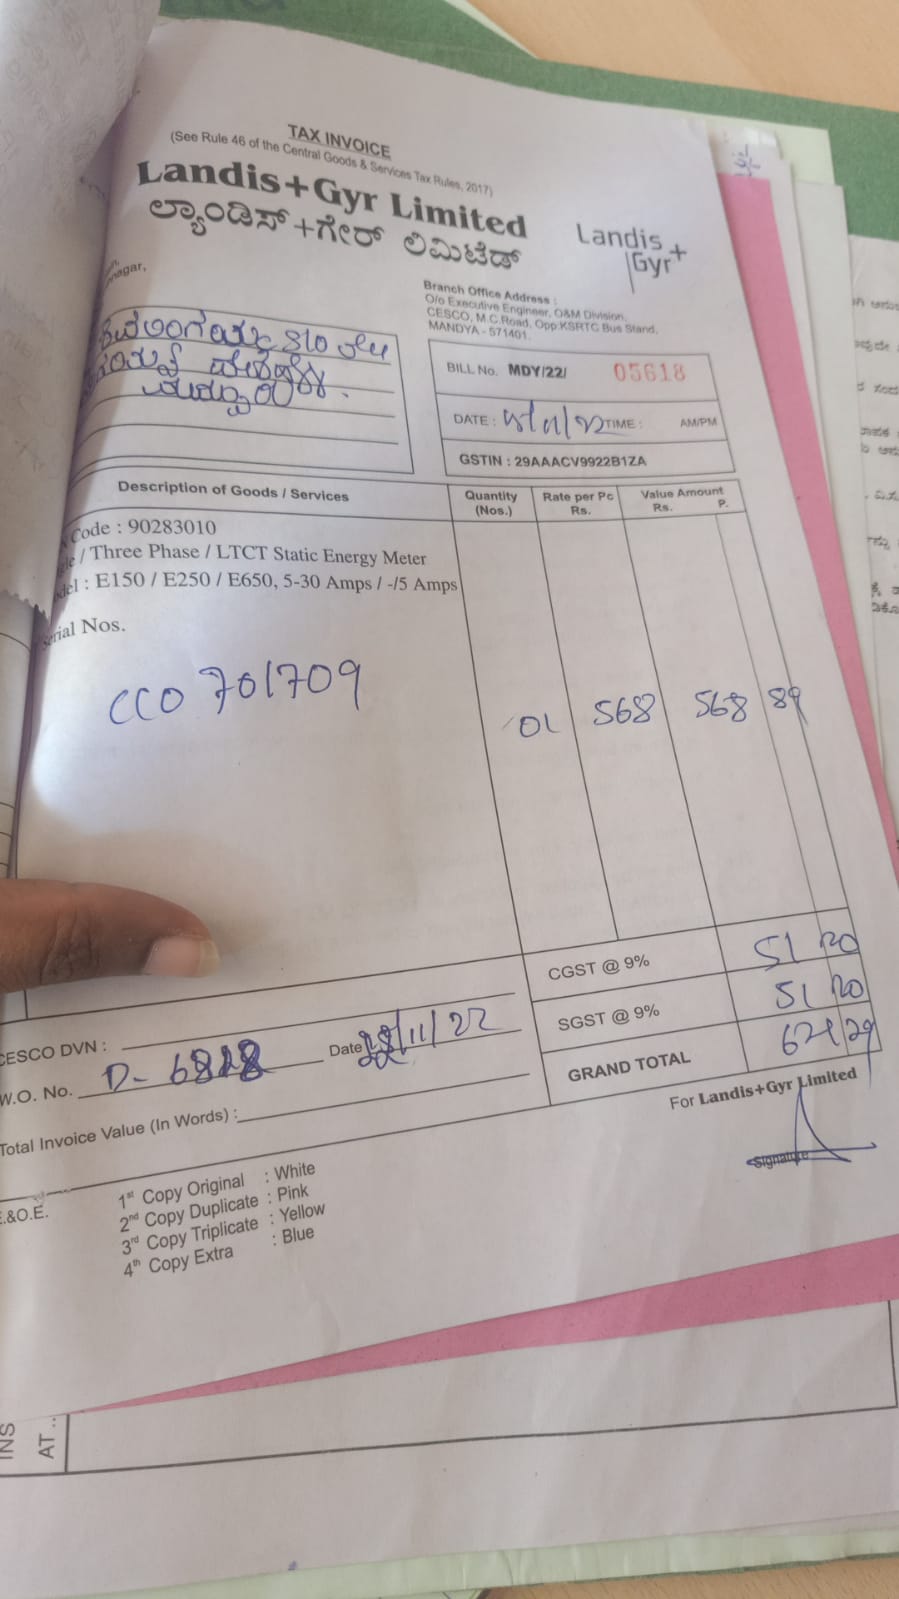 TAX INVOICE
(See Rule 46 of the Central Goods & Services Tax Rules, 2017)
Landis+Gyr Limited
ಲ್ಯಾಂಡಿಸ್+ಗೇರ್ ಲಿಮಿಟೆಡ್
Landis
Gyr+
nagar,
Branch Office Address :
O/o Executive Engineer, O&M Division,
CESCO, M.C.Road, Opp:KSRTC Bus Stand,
MANDYA - 571401.
BILL No. MDY/22/ 05618
DATE : /11/22 TIME : AM/PM
GSTIN : 29AAACV9922B1ZA
Description of Goods / Services
Quantity (Nos.)
Rate per Pc Rs.
Value Amount Rs. P.
Code : 90283010
/ Three Phase / LTCT Static Energy Meter
: E150 / E250 / E650, 5-30 Amps / -/5 Amps
Serial Nos.
CCO 701709
01 568 568 89
CGST @ 9% 51 20
SGST @ 9% 51 20
GRAND TOTAL 671 29
CESCO DVN :
W.O. No. D- Date /11/22
Total Invoice Value (In Words) :
For Landis+Gyr Limited
Signature
E.&O.E.
1st Copy Original : White
2nd Copy Duplicate : Pink
3rd Copy Triplicate : Yellow
4th Copy Extra : Blue
INS
AT ..